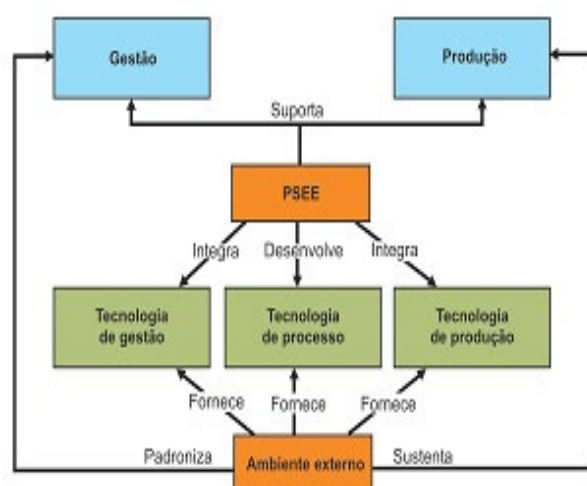 Gestão
Produção
Suporta
PSEE
Integra
Desenvolve
Integra
Tecnologia
de gestão
Tecnologia
de processo
Tecnologia
de produção
Fornece
Fornece
Fornece
Padroniza
Ambiente externo
Sustenta